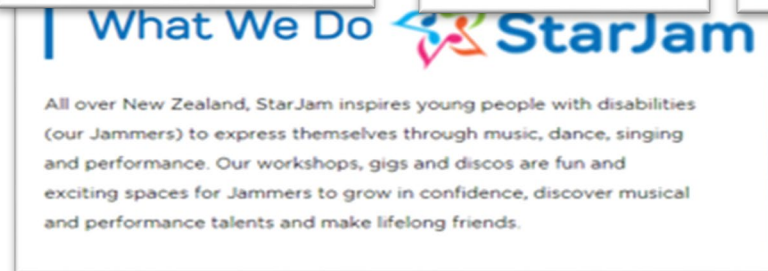 What We Do StarJam
All over New Zealand, StarJam inspires young people with disabilities
(our Jammers) to express themselves through music, dance, singing
and performance. Our workshops, gigs and discos are fun and
exciting spaces for Jammers to grow in confidence, discover musical
and performance talents and make lifelong friends.